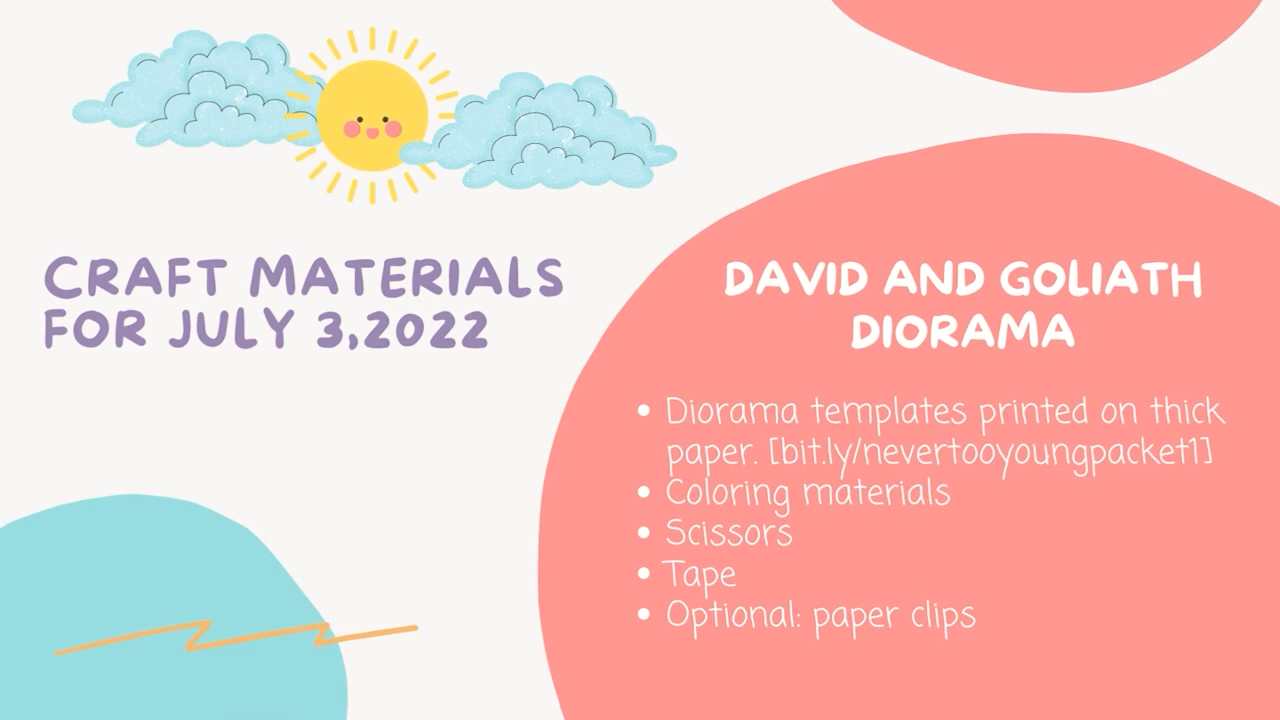 CRAFT MATERIALS
FOR JULY 3,2022
DAVID AND GOLIATH
DIORAMA
• Diorama templates printed on thick
paper. [bit.ly/nevertooyoungpacket1]
• Coloring materials
• Scissors
• Tape
• Optional: paper clips